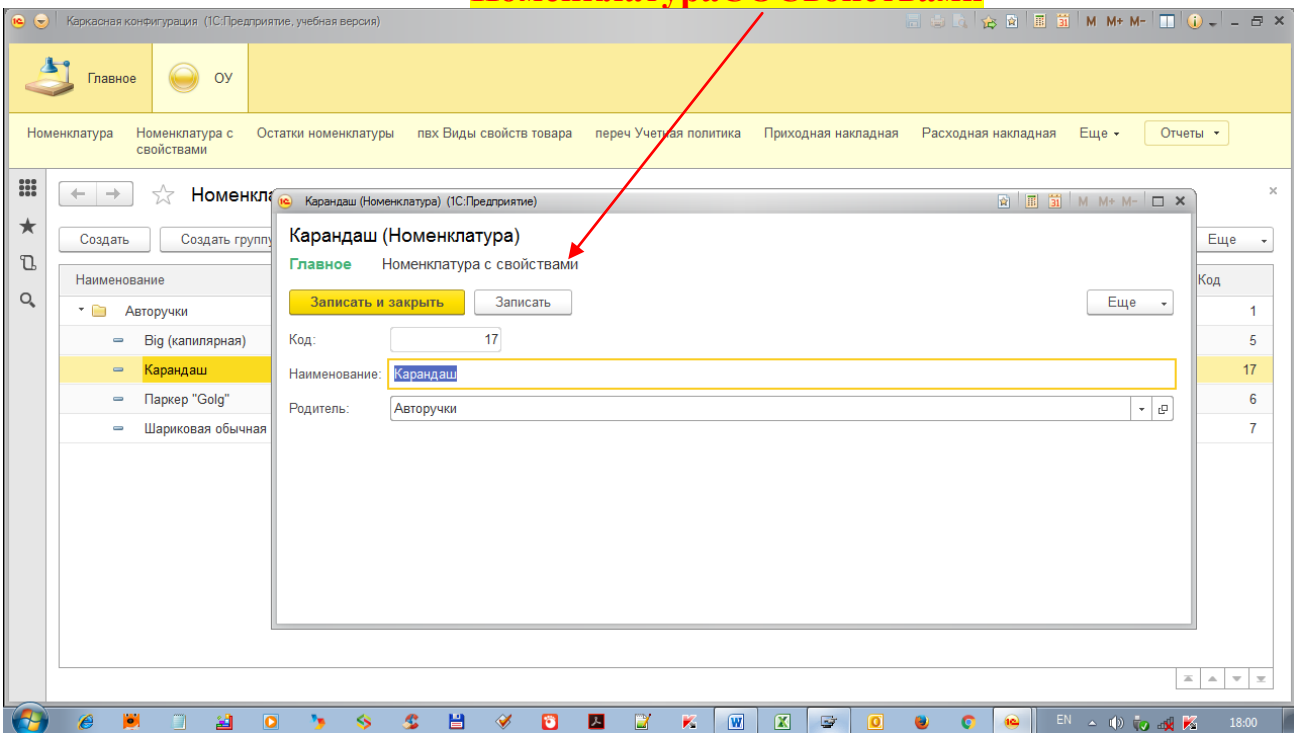 НоменклатураСоСвойствами
Каркасная конфигурация (1С:Предприятие, учебная версия)
M M+ M-
Главное
ОУ
Номенклатура
Номенклатура с свойствами
Остатки номенклатуры
пвх Виды свойств товара
переч Учетная политика
Приходная накладная
Расходная накладная
Еще
Отчеты
Карандаш (Номенклатура) (1С:Предприятие)
M M+ M-
Карандаш (Номенклатура)
Главное
Номенклатура с свойствами
Создать
Еще
Наименование
Код
Записать и закрыть
Записать
Еще
Авторучки
1
Big (капилярная)
5
Код:
17
Карандаш
17
Наименование:
Карандаш
Паркер "Golg"
6
Родитель:
Авторучки
Шариковая обычная
7
EN
18:00